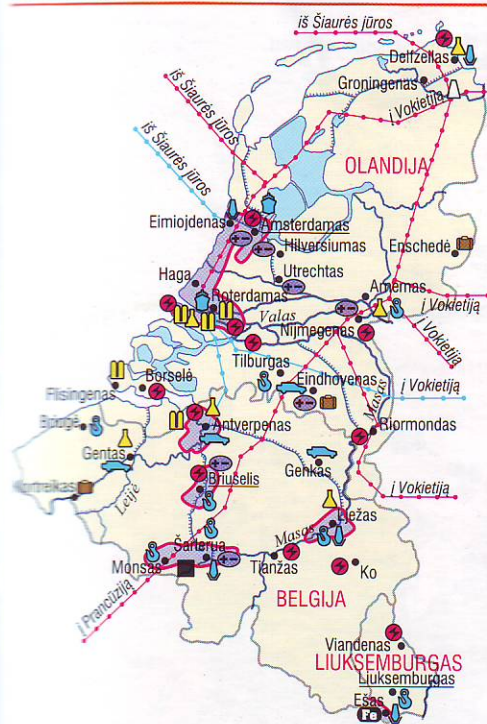 iš Šiaurės jūros
Delfzeilas
Groningenas
iš Šiaurės jūros
į Vokietiją
iš Šiaurės jūros
OLANDIJA
Eimiojdenas
Amsterdamas
Hilversiumas
Enschedė
Utrechtas
Haga
Arnemas
Roterdamas
Valas
į Vokietiją
Nijmegenas
į Vokietiją
Tilburgas
Masas
Borselė
Eindhovenas
į Vokietiją
Flisingenas
Briugė
Antverpenas
Riormondas
Gentas
Genkas
Kortreikas
Leijė
Briuselis
į Vokietiją
Lježas
Masas
Šarlerua
Monsas
Tianžas
Ko
į Prancūziją
BELGIJA
Viandenas
LIUKSEMBURGAS
Liuksemburgas
Ešas
Fe